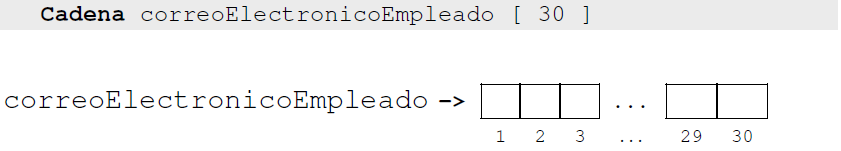 Cadena correoElectronicoEmpleado [ 30 ]
correoElectronicoEmpleado -> ...
1 2 3 ... 29 30